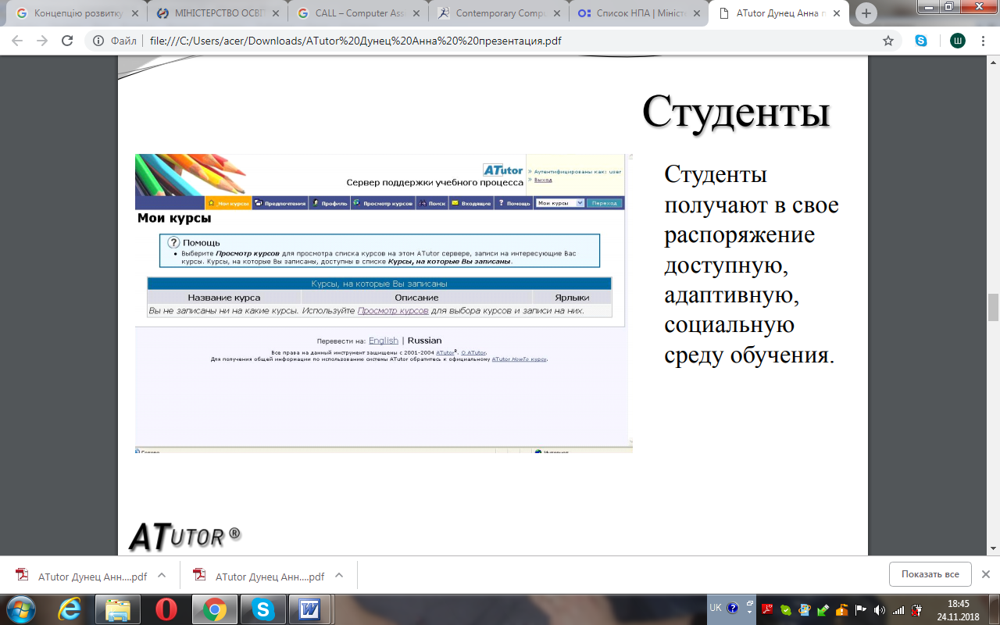 Концепцію розвитку
МІНІСТЕРСТВО ОСВІТ
CALL – Computer Assi
Contemporary Compu
Список НПА | Міністе
ATutor Дунец Анна п
Файл
file:///C:/Users/acer/Downloads/ATutor%20Дунец%20Анна%20%20презентация.pdf
Ш
Студенты
ATutor
Сервер поддержки учебного процесса
» Аутентифицированы как: user
» Выход
Мои курсы Предпочтения Профиль Просмотр курсов Поиск Входящие ? Помощь Мои курсы Переход
Мои курсы
? Помощь
• Выберите Просмотр курсов для просмотра списка курсов на этом ATutor сервере, записи на интересующие Вас
курсы. Курсы, на которые Вы записаны, доступны в списке Курсы, на которые Вы записаны.
Курсы, на которые Вы записаны
Название курса Описание Ярлыки
Вы не записаны ни на какие курсы. Используйте Просмотр курсов для выбора курсов и записи на них.
Перевести на: English | Russian
Все права на данный инструмент защищены с 2001-2004 ATutor®. О ATutor.
Для получения общей информации по использованию системы ATutor обратитесь к официальному ATutor HowTo курсу.
Готово
Интернет
Студенты
получают в свое
распоряжение
доступную,
адаптивную,
социальную
среду обучения.
ATUTOR ®
ATutor Дунец Анн....pdf
ATutor Дунец Анн....pdf
Показать все
UK
18:45
24.11.2018